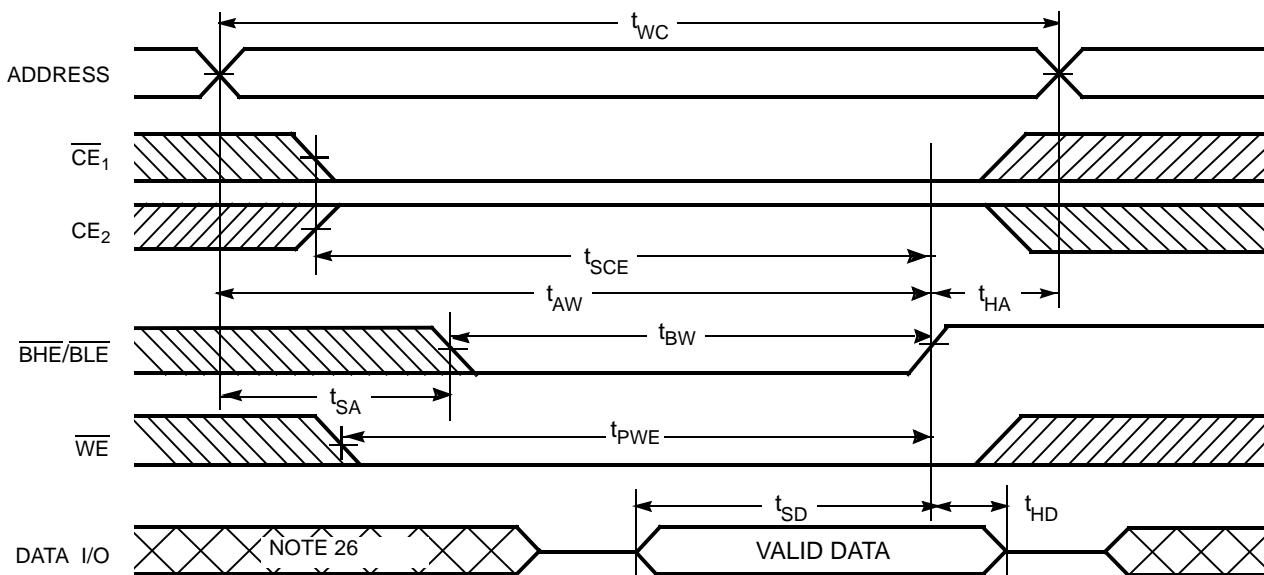 tWC
ADDRESS
CE1
CE2
tSCE
tAW
tHA
BHE/BLE
tBW
tSA
WE
tPWE
tSD
tHD
DATA I/O
NOTE 26
VALID DATA